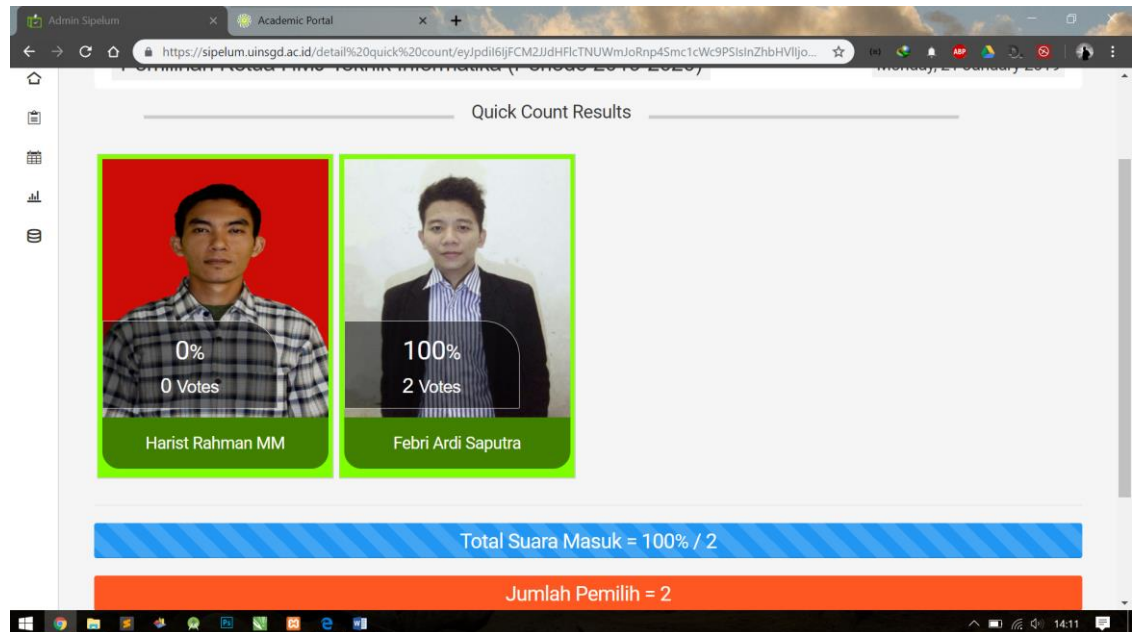 Admin Sipelum
Academic Portal
https://sipelum.uinsgd.ac.id/detail%20quick%20count/
Quick Count Results
0%
0 Votes
Harist Rahman MM
100%
2 Votes
Febri Ardi Saputra
Total Suara Masuk = 100% / 2
Jumlah Pemilih = 2
14:11